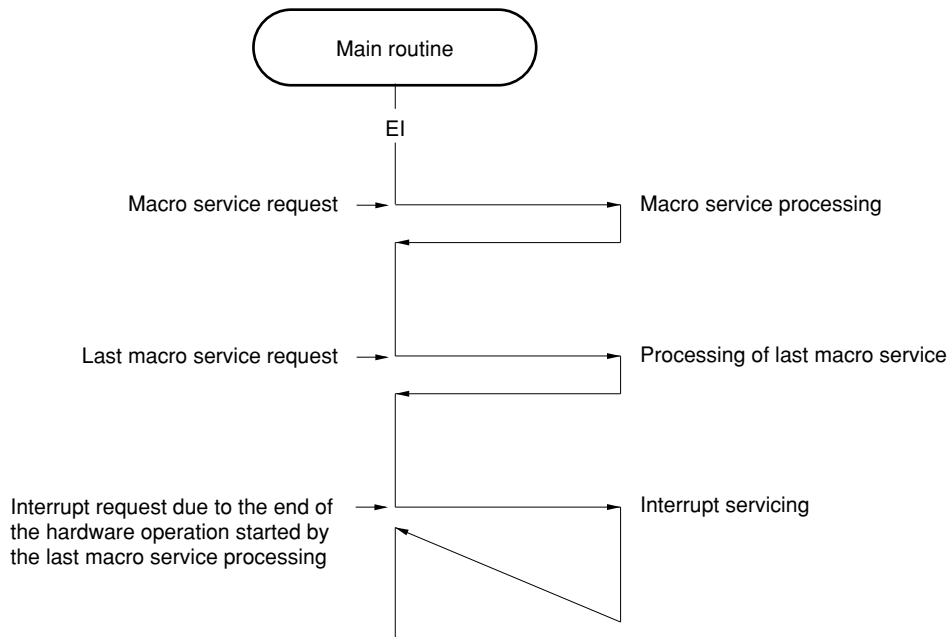 Main routine
EI
Macro service request
Macro service processing
Last macro service request
Processing of last macro service
Interrupt request due to the end of
the hardware operation started by
the last macro service processing
Interrupt servicing